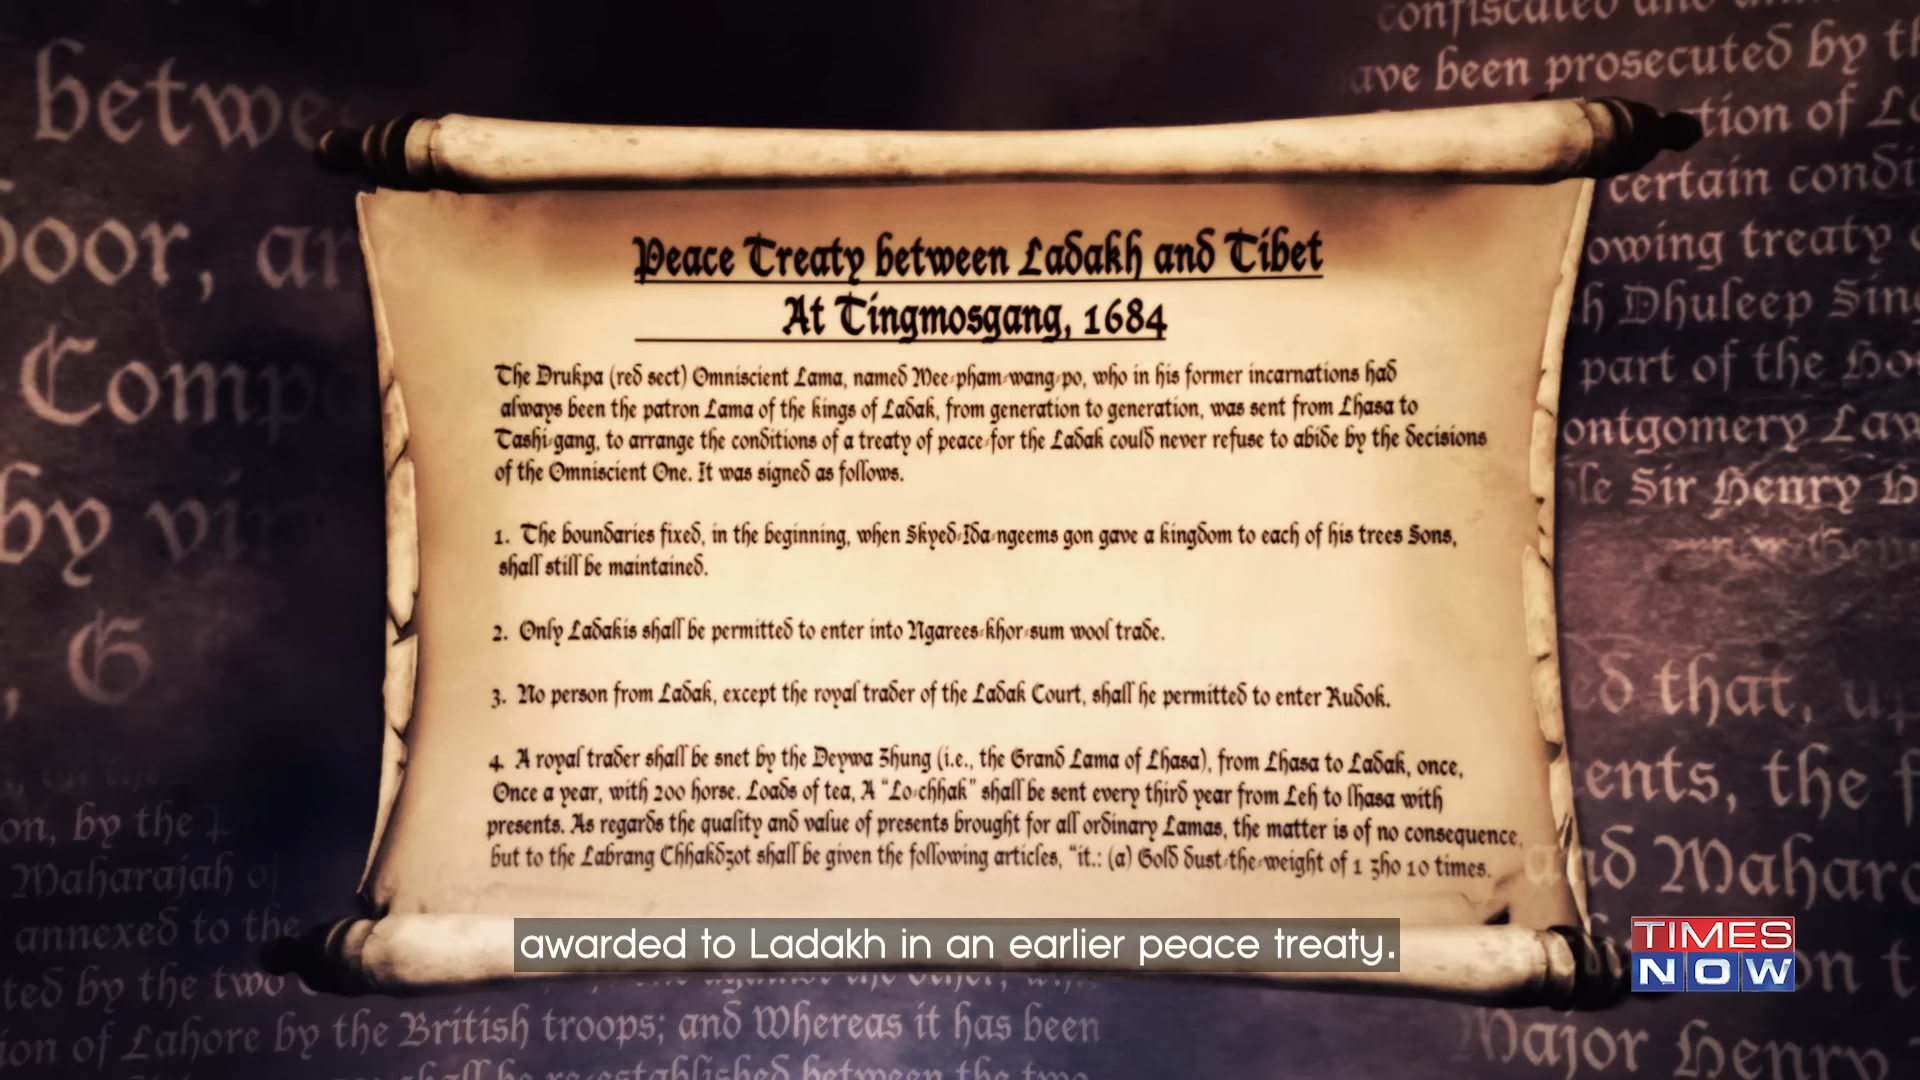 Peace Treaty between Ladakh and Tibet
At Tingmosgang, 1684
The Drukpa (red sect) Omniscient Lama, named Mee-pham-wang-po, who in his former incarnations had
always been the patron Lama of the kings of Ladak, from generation to generation, was sent from Lhasa to
Tashi-gang, to arrange the conditions of a treaty of peace-for the Ladak could never refuse to abide by the decisions
of the Omniscient One. It was signed as follows.
1. The boundaries fixed, in the beginning, when Skyed-Ida-ngeems gon gave a kingdom to each of his trees Sons,
shall still be maintained.
2. Only Ladakis shall be permitted to enter into Ngarees-khor-sum wool trade.
3. No person from Ladak, except the royal trader of the Ladak Court, shall he permitted to enter Rudok.
4. A royal trader shall be snet by the Deywa Zhung (i.e., the Grand Lama of Lhasa), from Lhasa to Ladak, once,
Once a year, with 200 horse. Loads of tea, A "Lo-chhak" shall be sent every third year from Leh to lhasa with
presents. As regards the quality and value of presents brought for all ordinary Lamas, the matter is of no consequence,
but to the Labrang Chhakdzot shall be given the following articles, "it.: (a) Gold dust-the-weight of 1 zho 10 times.
awarded to Ladakh in an earlier peace treaty.
TIMES
NOW
oor,
by
, G
on, by the
Maharajah
annexed to the
ted by the two
ion of Lahore by the British troops; and Whereas it has been
re-established between the two
confiscated and
ave been prosecuted by
tion of
certain
owing treaty
h Dhuleep
part of the
ontgomery
Sir Henry
ed that,
ents, the
Major Henry